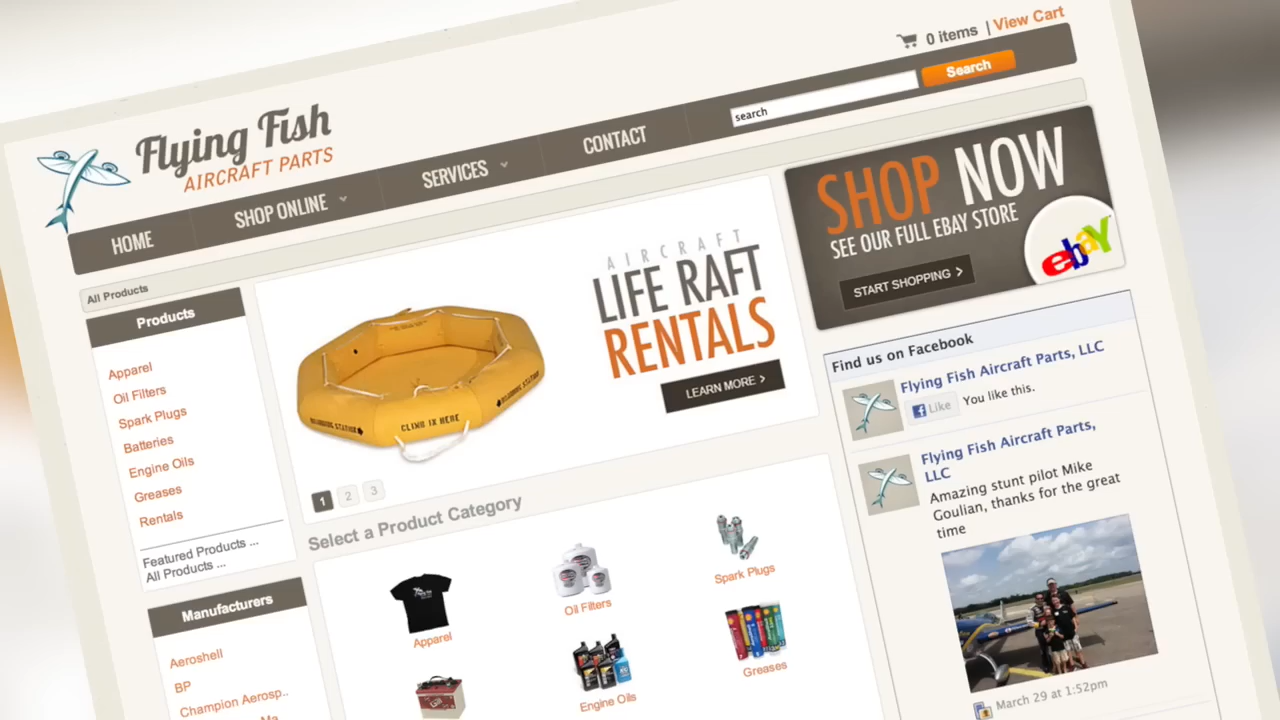 0 items | View Cart
search
Search
Flying Fish
AIRCRAFT PARTS
HOME
SHOP ONLINE
SERVICES
CONTACT
All Products
Products
Apparel
Oil Filters
Spark Plugs
Batteries
Engine Oils
Greases
Rentals
Featured Products ...
All Products ...
Manufacturers
Aeroshell
BP
Champion Aerosp..
AIRCRAFT
LIFE RAFT
RENTALS
LEARN MORE >
BOARDING STATION
CLIMB IN HERE
BOARDING STATION
1 2 3
Select a Product Category
Apparel
Oil Filters
Spark Plugs
Engine Oils
Greases
SHOP NOW
SEE OUR FULL EBAY STORE
START SHOPPING >
ebay
Find us on Facebook
Flying Fish Aircraft Parts, LLC
Like
You like this.
Flying Fish Aircraft Parts,
LLC
Amazing stunt pilot Mike
Goulian, thanks for the great
time
March 29 at 1:52pm